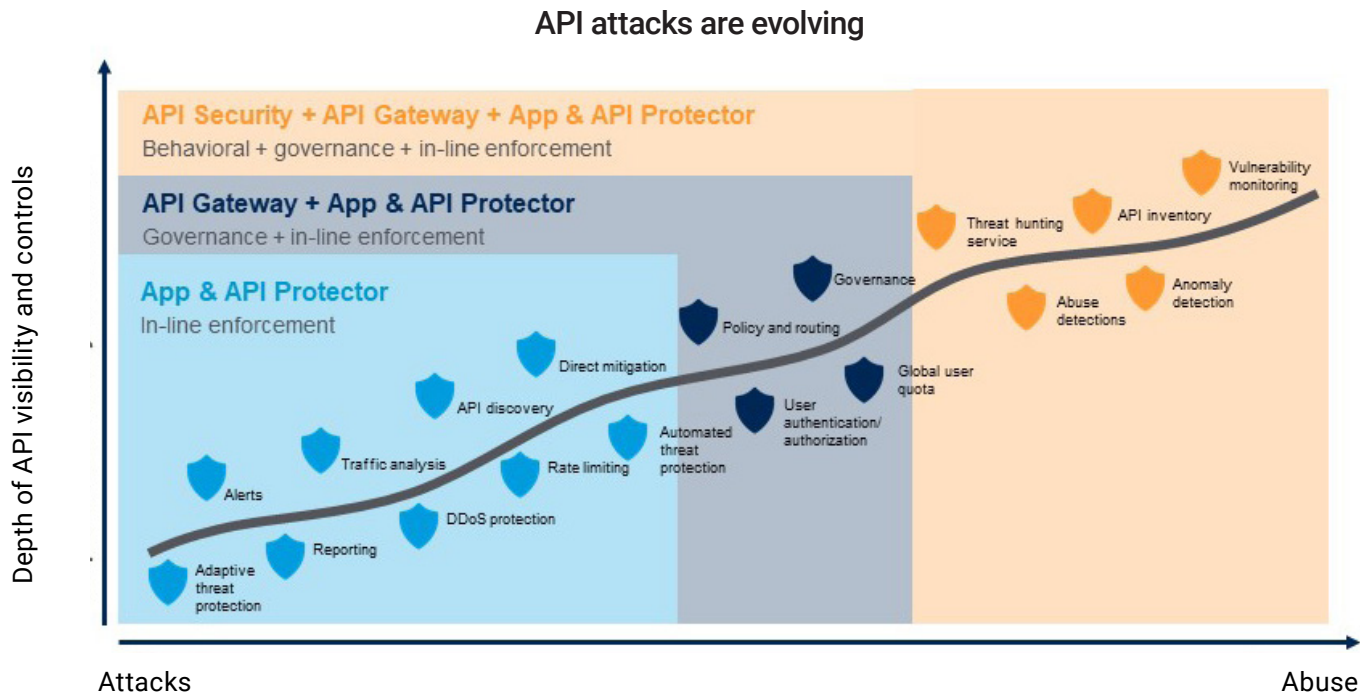 API attacks are evolving
Depth of API visibility and controls
API Security + API Gateway + App & API Protector
Behavioral + governance + in-line enforcement
API Gateway + App & API Protector
Governance + in-line enforcement
App & API Protector
In-line enforcement
Vulnerability
monitoring
API inventory
Threat hunting
service
Anomaly
detection
Abuse
detections
Governance
Policy and routing
Global user
quota
User
authentication/
authorization
Direct mitigation
API discovery
Automated
threat
protection
Traffic analysis
Rate limiting
Alerts
DDoS protection
Reporting
Adaptive
threat
protection
Attacks
Abuse